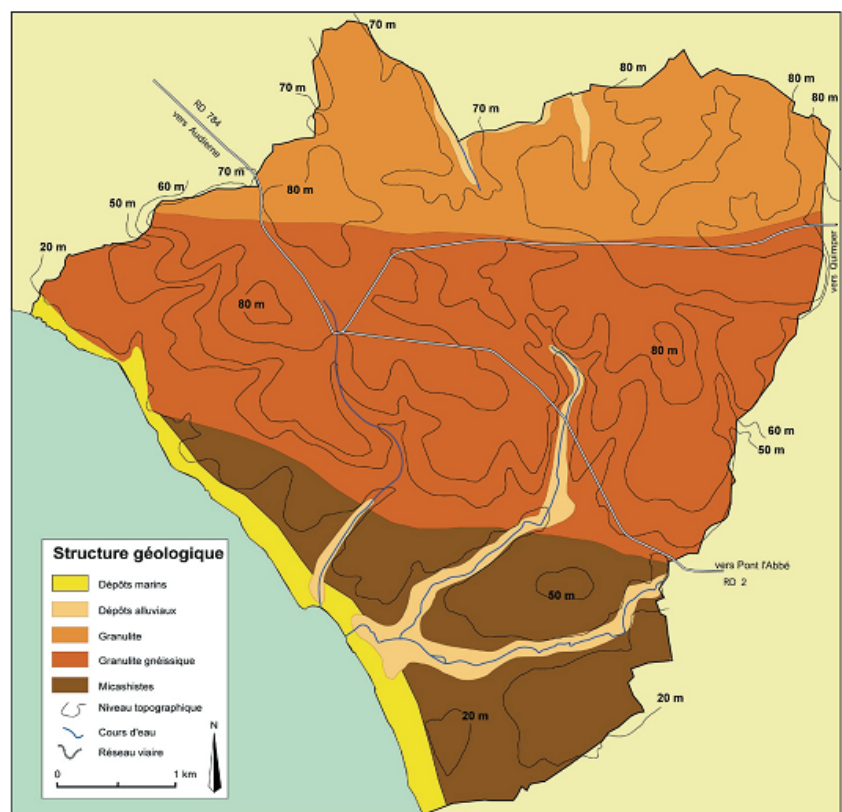 70 m
80 m
70 m
80 m
80 m
70 m
RD 784
vers Audierne
70 m
60 m
80 m
50 m
20 m
vers Quimper
80 m
80 m
60 m
50 m
vers Pont l'Abbé
RD 2
50 m
20 m
20 m
Structure géologique
Dépôts marins
Dépôts alluviaux
Granulite
Granulite gnéissique
Micashistes
Niveau topographique
Cours d'eau
Réseau viaire
N
0
1 km